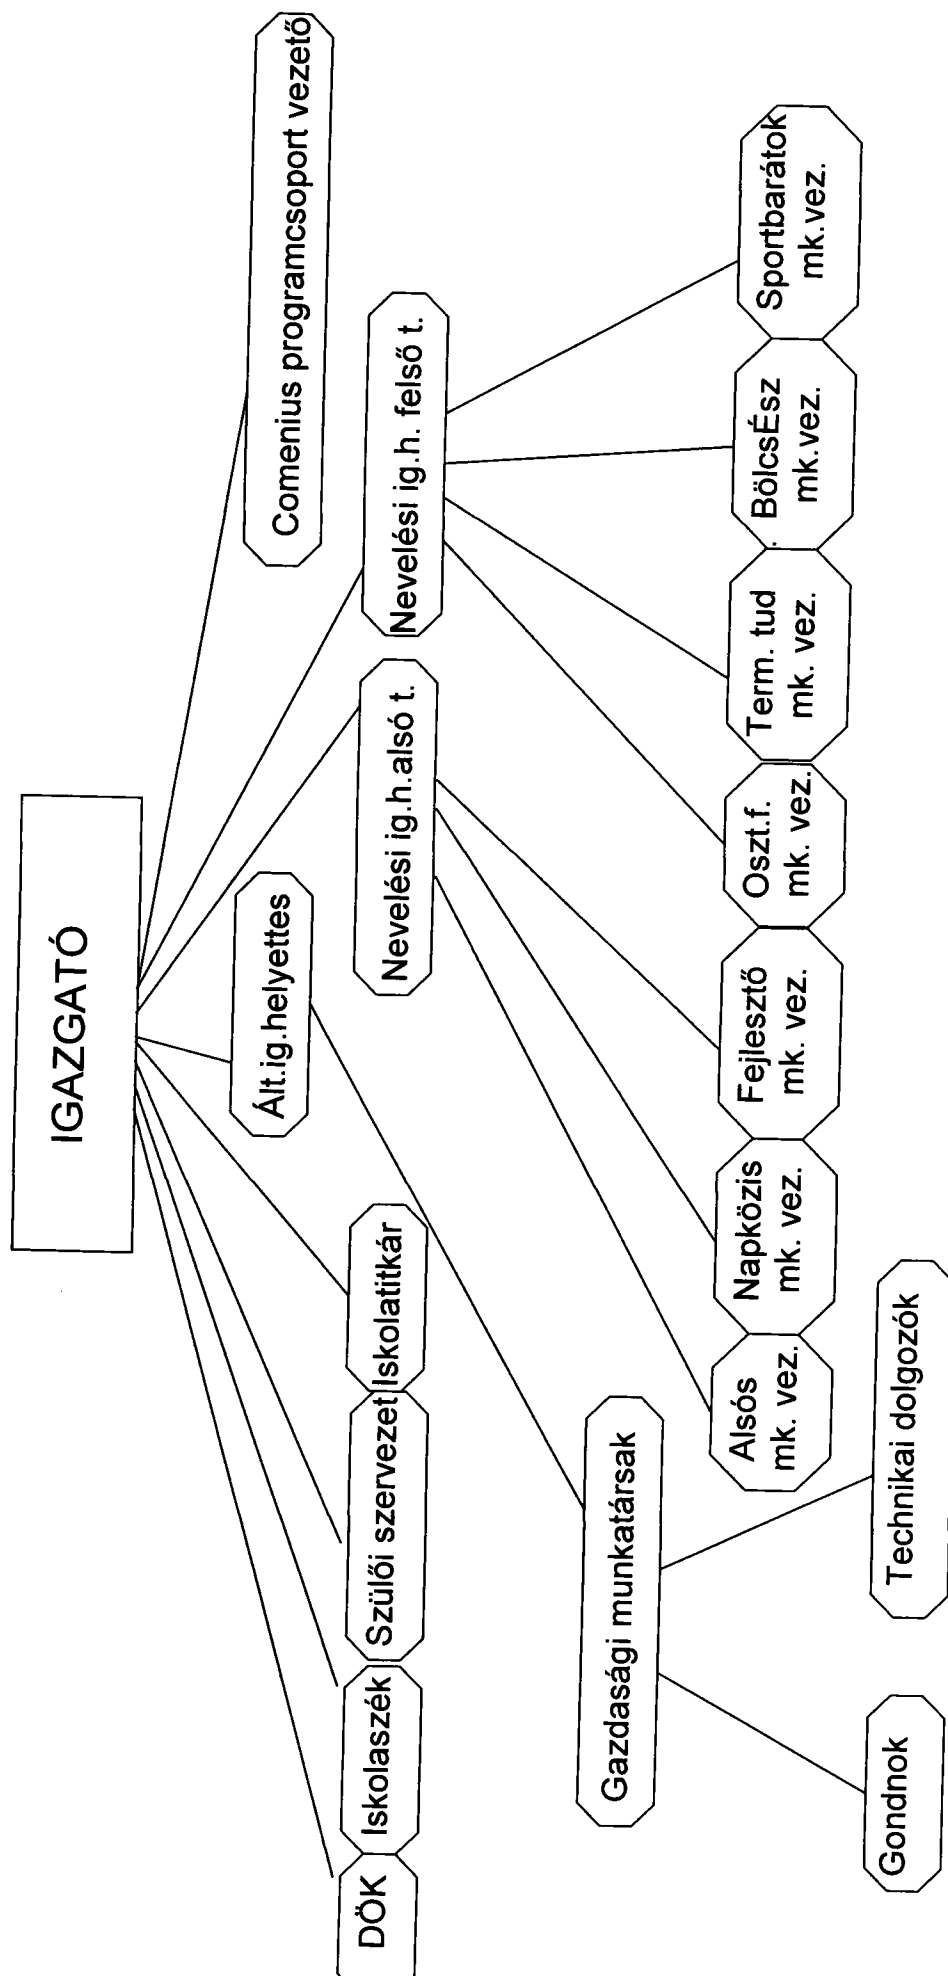 IGAZGATÓ
Comenius programcsoport vezető
Ált.ig.helyettes
DÖK
Iskolaszék
Szülői szervezet
Iskolatitkár
Nevelési ig.h.alsó t.
Nevelési ig.h. felső t.
Gazdasági munkatársak
Alsós
mk. vez.
Napközis
mk. vez.
Fejlesztő
mk. vez.
Oszt.f.
mk. vez.
Term. tud
mk. vez.
BölcsÉsz
mk.vez.
Sportbarátok
mk.vez.
Gondnok
Technikai dolgozók